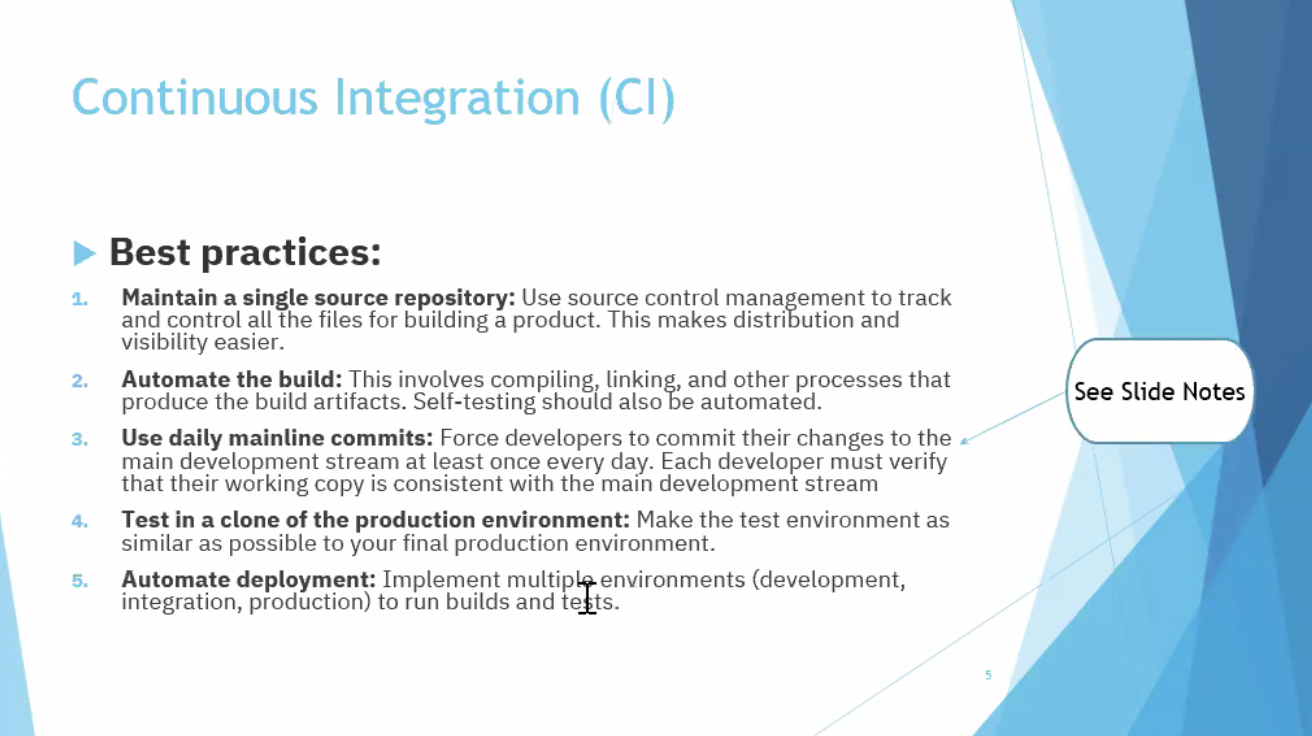 Continuous Integration (CI)
Best practices:
1. Maintain a single source repository: Use source control management to track
and control all the files for building a product. This makes distribution and
visibility easier.
2. Automate the build: This involves compiling, linking, and other processes that
produce the build artifacts. Self-testing should also be automated.
3. Use daily mainline commits: Force developers to commit their changes to the
main development stream at least once every day. Each developer must verify
that their working copy is consistent with the main development stream
4. Test in a clone of the production environment: Make the test environment as
similar as possible to your final production environment.
5. Automate deployment: Implement multiple environments (development,
integration, production) to run builds and tests.
See Slide Notes
5